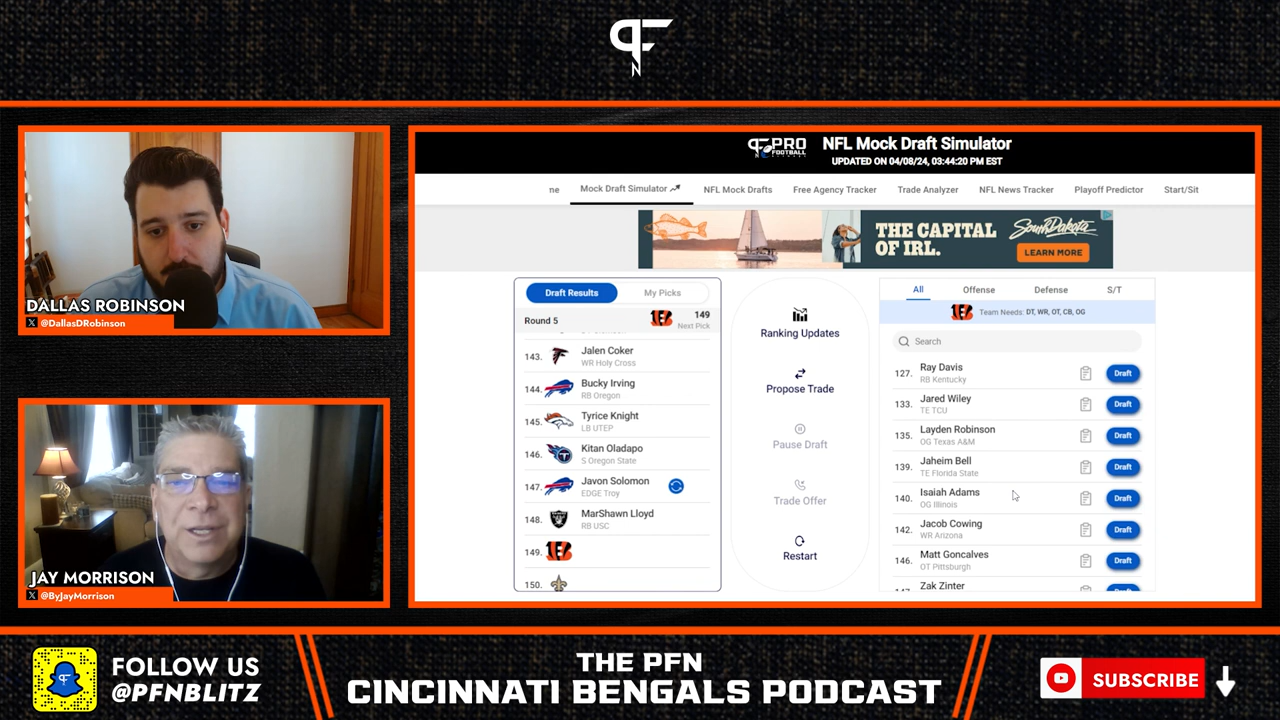 PFN
DALLAS ROBINSON
X @DallasDRobinson
JAY MORRISON
X @ByJayMorrison
PRO
FOOTBALL
NETWORK
NFL Mock Draft Simulator
UPDATED ON 04/08/24, 03:44:20 PM EST
ne
Mock Draft Simulator
NFL Mock Drafts
Free Agency Tracker
Trade Analyzer
NFL News Tracker
Playoff Predictor
Start/Sit
THE CAPITAL
OF IRL.
South Dakota
LEARN MORE
Draft Results
My Picks
Round 5
149
Next Pick
143. Jalen Coker
WR Holy Cross
144. Bucky Irving
RB Oregon
145. Tyrice Knight
LB UTEP
146. Kitan Oladapo
S Oregon State
147. Javon Solomon
EDGE Troy
148. MarShawn Lloyd
RB USC
149.
150.
Ranking Updates
Propose Trade
Pause Draft
Trade Offer
Restart
All
Offense
Defense
S/T
Team Needs: DT, WR, OT, CB, OG
Search
127. Ray Davis Draft
RB Kentucky
133. Jared Wiley Draft
TE TCU
135. Layden Robinson Draft
OG Texas A&M
139. Jaheim Bell Draft
TE Florida State
140. Isaiah Adams Draft
OG Illinois
142. Jacob Cowing Draft
WR Arizona
146. Matt Goncalves Draft
OT Pittsburgh
Zak Zinter
FOLLOW US
@PFNBLITZ
THE PFN
CINCINNATI BENGALS PODCAST
SUBSCRIBE